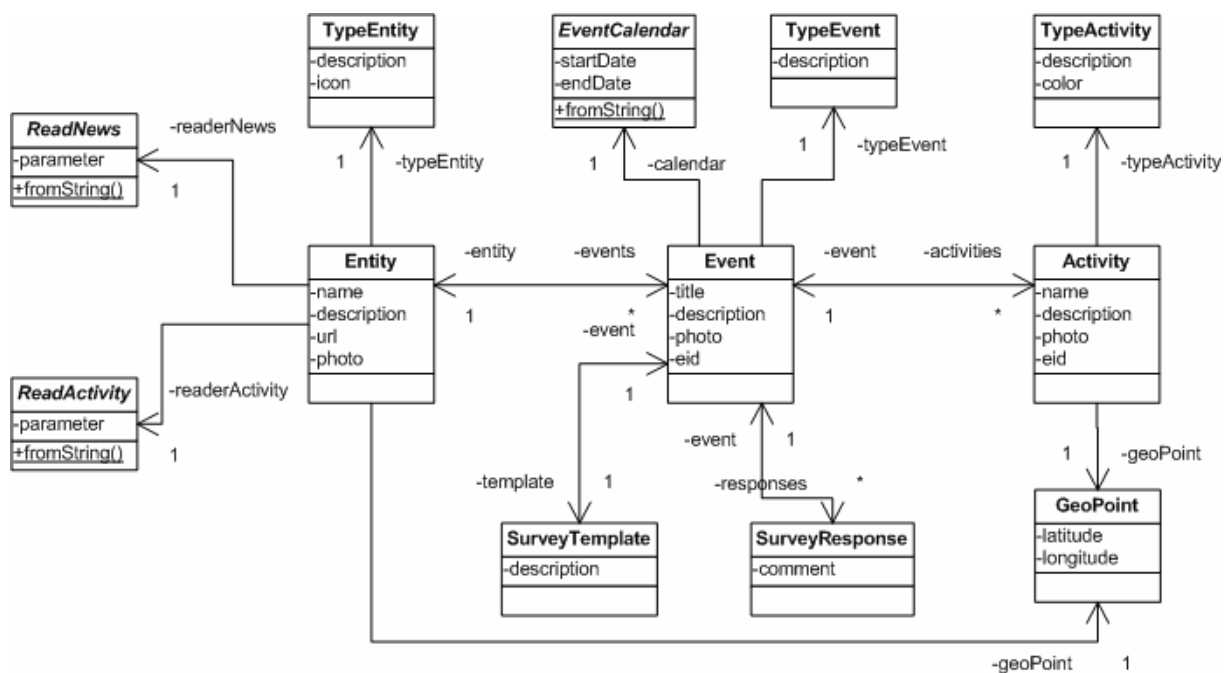 TypeEntity
-description
-icon
EventCalendar
-startDate
-endDate
+fromString()
TypeEvent
-description
TypeActivity
-description
-color
ReadNews
-parameter
+fromString()
-readerNews
1
1
-typeEntity
1
-calendar
1
-typeEvent
1
-typeActivity
Entity
-name
-description
-url
-photo
-entity
1
-events
*
Event
-title
-description
-photo
-eid
-event
1
-activities
*
Activity
-name
-description
-photo
-eid
ReadActivity
-parameter
+fromString()
-readerActivity
1
-event
1
-template
1
-event
1
-responses
*
1
-geoPoint
SurveyTemplate
-description
SurveyResponse
-comment
GeoPoint
-latitude
-longitude
-geoPoint
1